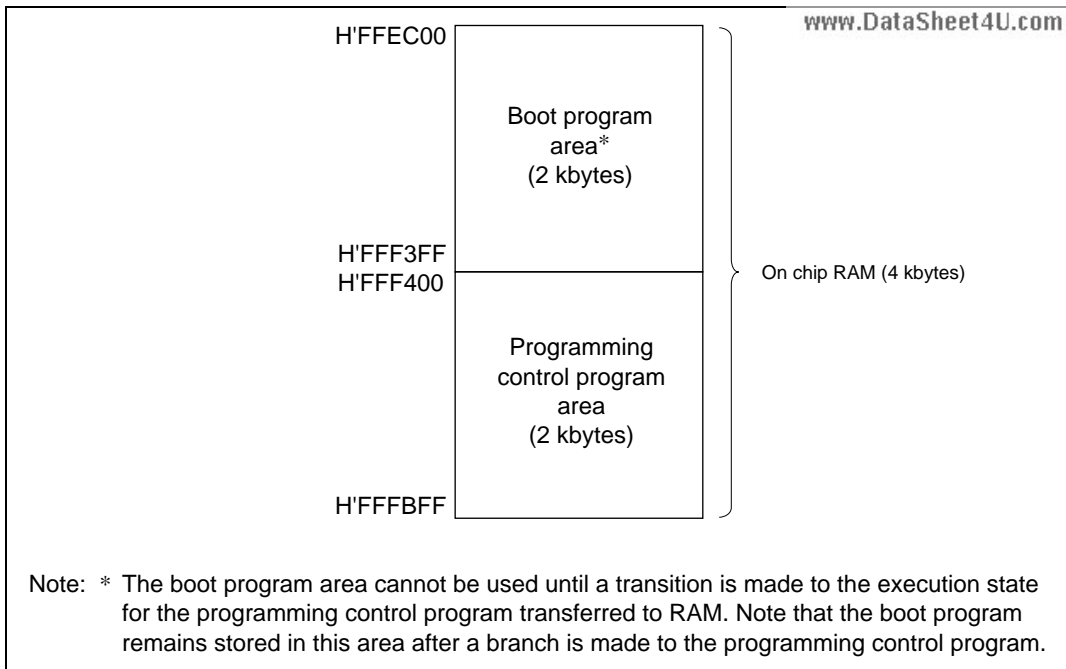 www.DataSheet4U.com
H'FFEC00
Boot program
area*
(2 kbytes)
H'FFF3FF
H'FFF400
On chip RAM (4 kbytes)
Programming
control program
area
(2 kbytes)
H'FFFBFF
Note: * The boot program area cannot be used until a transition is made to the execution state
for the programming control program transferred to RAM. Note that the boot program
remains stored in this area after a branch is made to the programming control program.